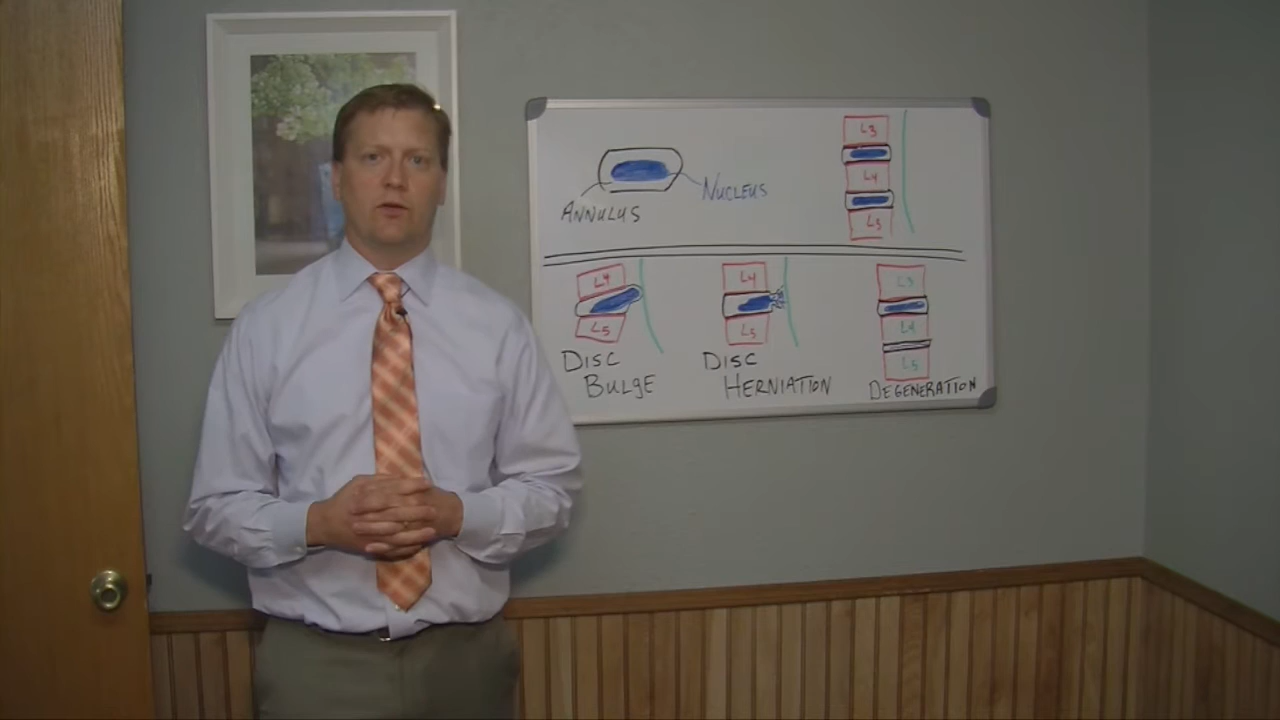 ANNULUS
NUCLEUS
L3
L4
L5
L4
L5
DISC
BULgE
L4
L5
DISC
HERNIATION
L3
L4
L5
DEGENERATION